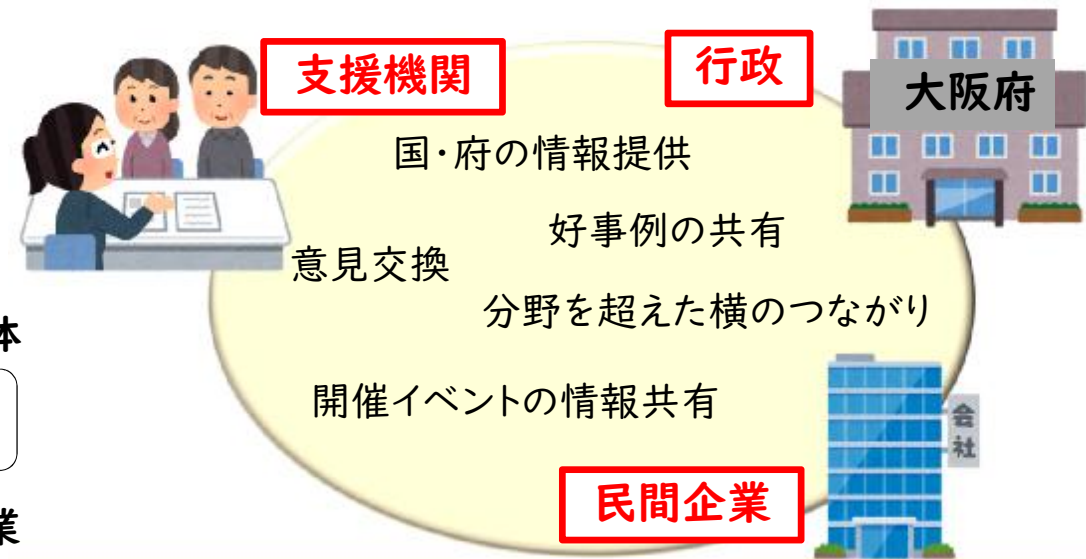 支援機関
行政
大阪府
国・府の情報提供
好事例の共有
意見交換
分野を超えた横のつながり
体
開催イベントの情報共有
会社
民間企業
業